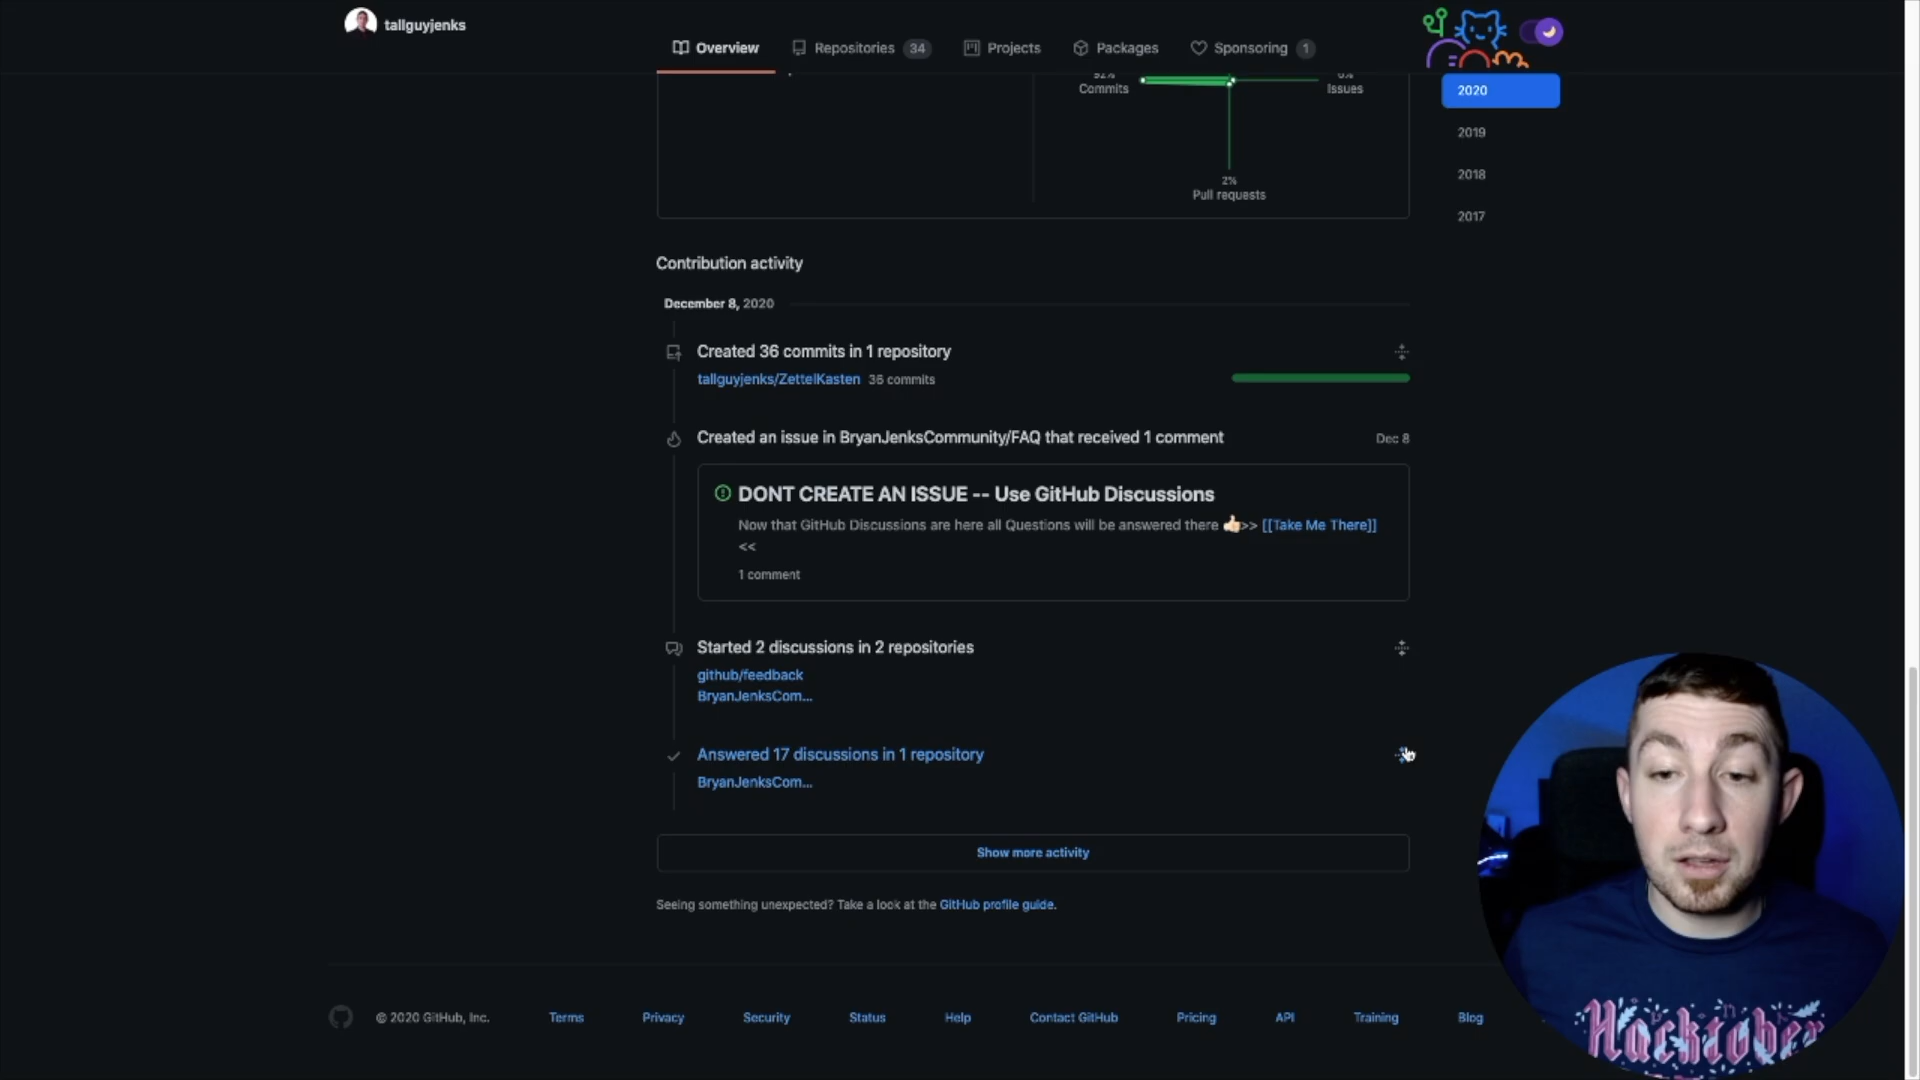 tallguyjenks
Overview
Repositories 34
Projects
Packages
Sponsoring 1
Commits
Issues
2%
Pull requests
2020
2019
2018
2017
Contribution activity
December 8, 2020
Created 36 commits in 1 repository
tallguyjenks/ZettelKasten 36 commits
Created an issue in BryanJenksCommunity/FAQ that received 1 comment
Dec 8
DONT CREATE AN ISSUE -- Use GitHub Discussions
Now that GitHub Discussions are here all Questions will be answered there 👍🏻>> [[Take Me There]]
<<
1 comment
Started 2 discussions in 2 repositories
github/feedback
BryanJenksCom...
Answered 17 discussions in 1 repository
BryanJenksCom...
Show more activity
Seeing something unexpected? Take a look at the GitHub profile guide.
© 2020 GitHub, Inc.
Terms
Privacy
Security
Status
Help
Contact GitHub
Pricing
API
Training
Blog
Hacktober